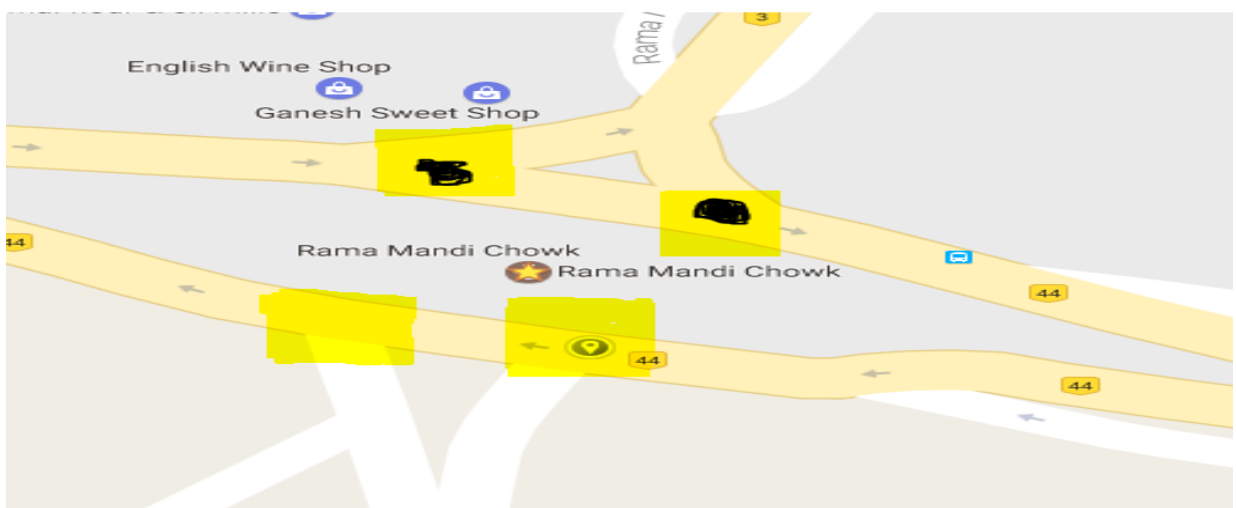 3
Rama
English Wine Shop
Ganesh Sweet Shop
44
Rama Mandi Chowk
Rama Mandi Chowk
44
44
44